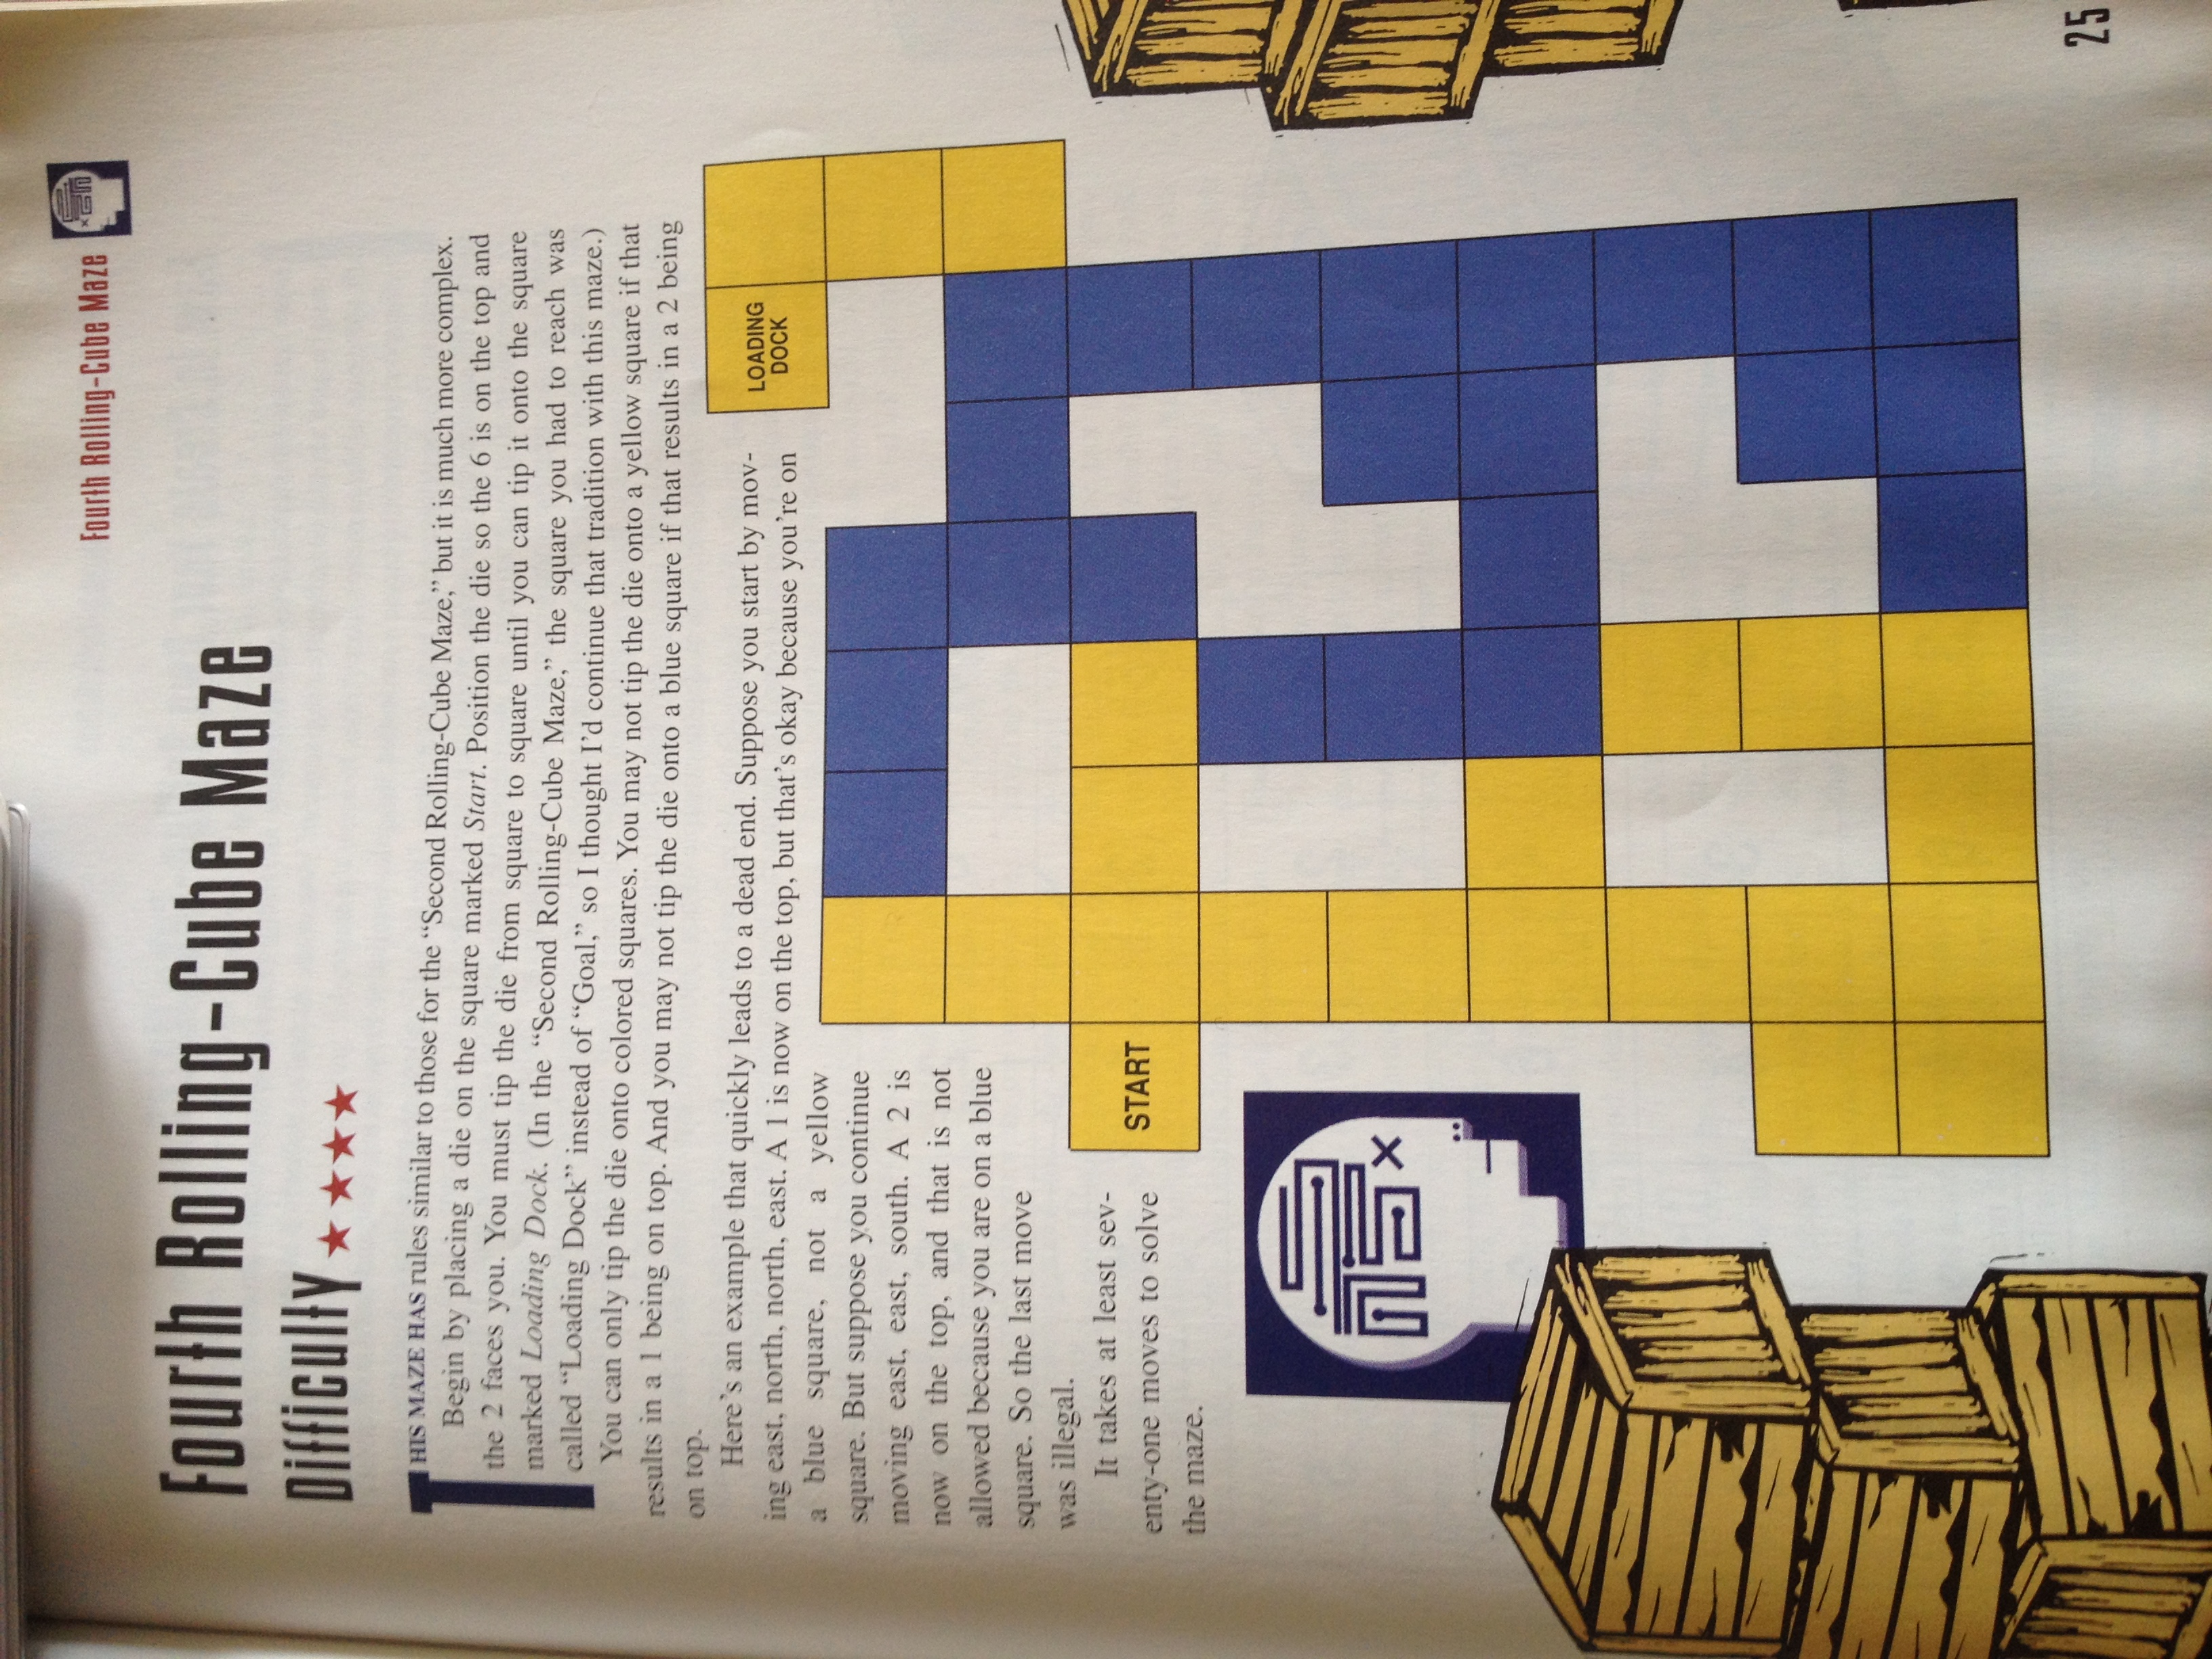 Fourth Rolling-Cube Maze
Fourth Rolling-Cube Maze
Difficulty
THIS MAZE HAS rules similar to those for the “Second Rolling-Cube Maze,” but it is much more complex.
Begin by placing a die on the square marked Start. Position the die so the 6 is on the top and
the 2 faces you. You must tip the die from square to square until you can tip it onto the square
marked Loading Dock. (In the “Second Rolling-Cube Maze,” the square you had to reach was
called “Loading Dock” instead of “Goal,” so I thought I’d continue that tradition with this maze.)
You can only tip the die onto colored squares. You may not tip the die onto a yellow square if that
results in a 1 being on top. And you may not tip the die onto a blue square if that results in a 2 being
on top.
Here’s an example that quickly leads to a dead end. Suppose you start by mov-
ing east, north, north, east. A 1 is now on the top, but that’s okay because you’re on
a blue square, not a yellow
square. But suppose you continue
moving east, east, south. A 2 is
now on the top, and that is not
allowed because you are on a blue
square. So the last move
was illegal.
It takes at least sev-
enty-one moves to solve
the maze.
LOADING
DOCK
START
25